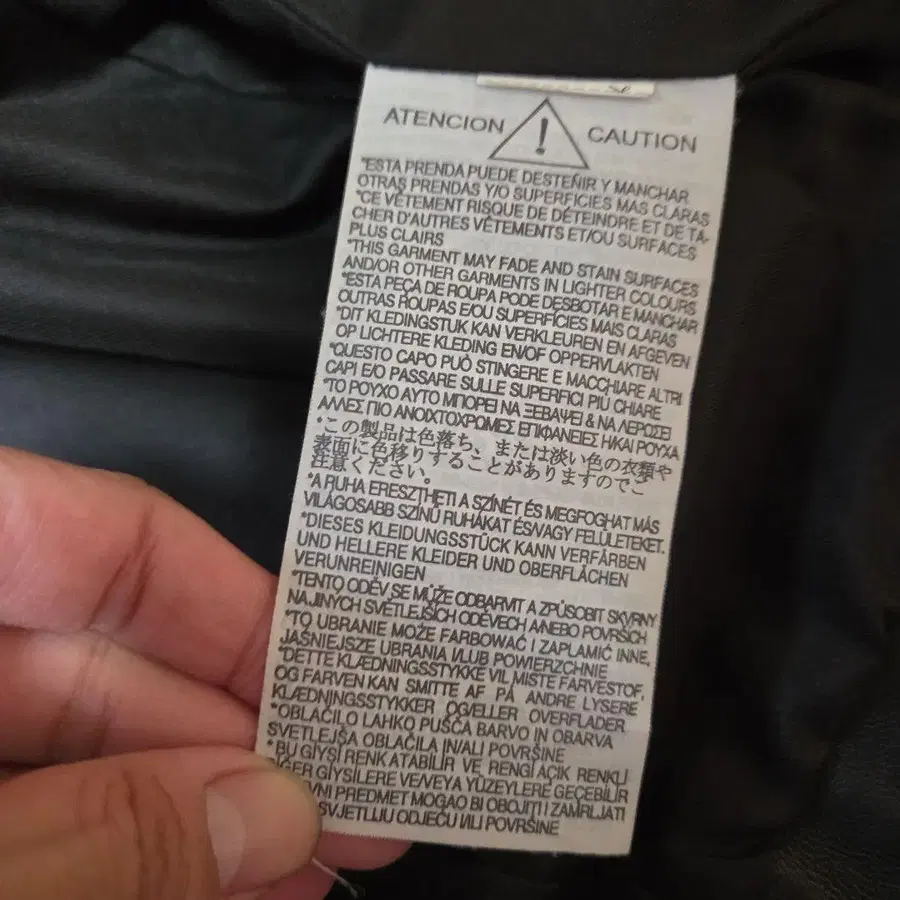 ATENCION ! CAUTION
*ESTA PRENDA PUEDE DESTEÑIR Y MANCHAR
OTRAS PRENDAS Y/O SUPERFICIES MAS CLARAS
*CE VÊTEMENT RISQUE DE DÉTEINDRE ET DE TA-
CHER D'AUTRES VÊTEMENTS ET/OU SURFACES
PLUS CLAIRS
*THIS GARMENT MAY FADE AND STAIN SURFACES
AND/OR OTHER GARMENTS IN LIGHTER COLOURS
*ESTA PEÇA DE ROUPA PODE DESBOTAR E MANCHAR
OUTRAS ROUPAS E/OU SUPERFÍCIES MAIS CLARAS
*DIT KLEDINGSTUK KAN VERKLEUREN EN AFGEVEN
OP LICHTERE KLEDING EN/OF OPPERVLAKTEN
*QUESTO CAPO PUÒ STINGERE E MACCHIARE ALTRI
CAPI E/O PASSARE SULLE SUPERFICI PIÙ CHIARE
*ΤΟ ΡΟΥΧΟ ΑΥΤΟ ΜΠΟΡΕΙ ΝΑ ΞΕΒΑΨΕΙ & ΝΑ ΛΕΡΩΣΕΙ
ΑΛΛΕΣ ΠΙΟ ΑΝΟΙΧΤΟΧΡΩΜΕΣ ΕΠΙΦΑΝΕΙΕΣ Η/ΚΑΙ ΡΟΥΧΑ
*この製品は色落ち、または淡い色の衣類や
表面に色移りすることがありますのでご
注意ください。
*A RUHA ERESZTHETI A SZÍNÉT ÉS MEGFOGHAT MÁS
VILÁGOSABB SZÍNŰ RUHÁKAT ÉS/VAGY FELÜLETEKET.
*DIESES KLEIDUNGSSTÜCK KANN VERFÄRBEN
UND HELLERE KLEIDER UND OBERFLÄCHEN
VERUNREINIGEN
*TENTO ODĚV SE MŮŽE ODBARVIT A ZPŮSOBIT SKVRNY
NA JINÝCH SVĚTLEJŠÍCH ODĚVECH A/NEBO POVRŠÍCH
*TO UBRANIE MOŻE FARBOWAĆ I ZAPLAMIĆ INNE,
JAŚNIEJSZE UBRANIA I/LUB POWIERZCHNIE
*DETTE KLÆDNINGSSTYKKE VIL MISTE FARVESTOF,
OG FARVEN KAN SMITTE AF PÅ ANDRE LYSERE
KLÆDNINGSSTYKKER OG/ELLER OVERFLADER
*OBLAČILO LAHKO PUŠČA BARVO IN OBARVA
SVETLEJŠA OBLAČILA IN/ALI POVRŠINE
*BU GİYSİ RENK ATABİLİR VE RENGİ AÇIK RENKLİ
DİĞER GİYSİLERE VE/VEYA YÜZEYLERE GEÇEBİLİR
PREDMET MOGAO BI OBOJITI I ZAMRLJATI
SVJETLIJU ODJEĆU I/ILI POVRŠINE